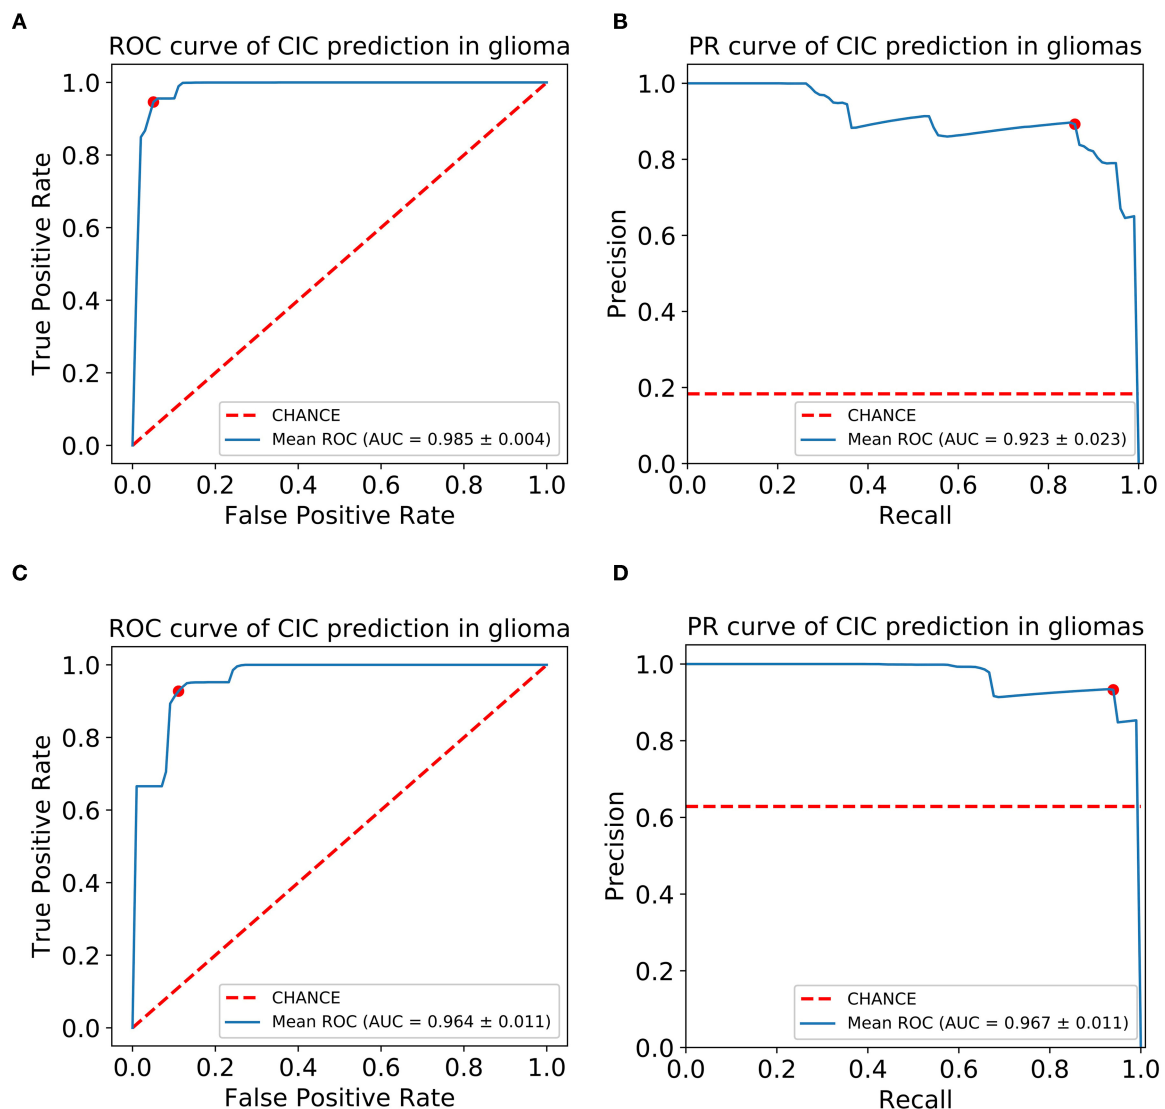 A
ROC curve of CIC prediction in glioma
1.0
0.8
0.6
0.4
0.2
0.0
True Positive Rate
CHANCE
Mean ROC (AUC = 0.985 ± 0.004)
0.0 0.2 0.4 0.6 0.8 1.0
False Positive Rate
B
PR curve of CIC prediction in gliomas
1.0
0.8
0.6
0.4
0.2
0.0
Precision
CHANCE
Mean ROC (AUC = 0.923 ± 0.023)
0.0 0.2 0.4 0.6 0.8 1.0
Recall
C
ROC curve of CIC prediction in glioma
1.0
0.8
0.6
0.4
0.2
0.0
True Positive Rate
CHANCE
Mean ROC (AUC = 0.964 ± 0.011)
0.0 0.2 0.4 0.6 0.8 1.0
False Positive Rate
D
PR curve of CIC prediction in gliomas
1.0
0.8
0.6
0.4
0.2
0.0
Precision
CHANCE
Mean ROC (AUC = 0.967 ± 0.011)
0.0 0.2 0.4 0.6 0.8 1.0
Recall